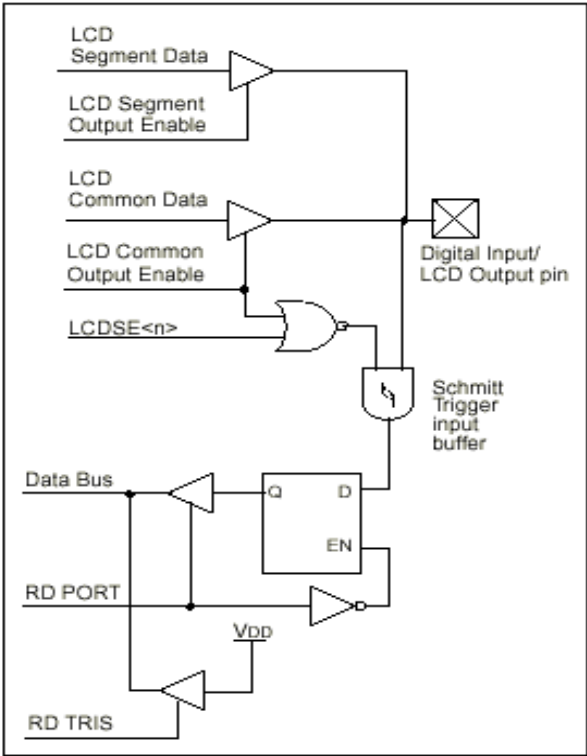 LCD
Segment Data
LCD Segment
Output Enable
LCD
Common Data
LCD Common
Output Enable
Digital Input/
LCD Output pin
LCDSE<n>
Schmitt
Trigger
input
buffer
Data Bus
Q
D
EN
RD PORT
VDD
RD TRIS